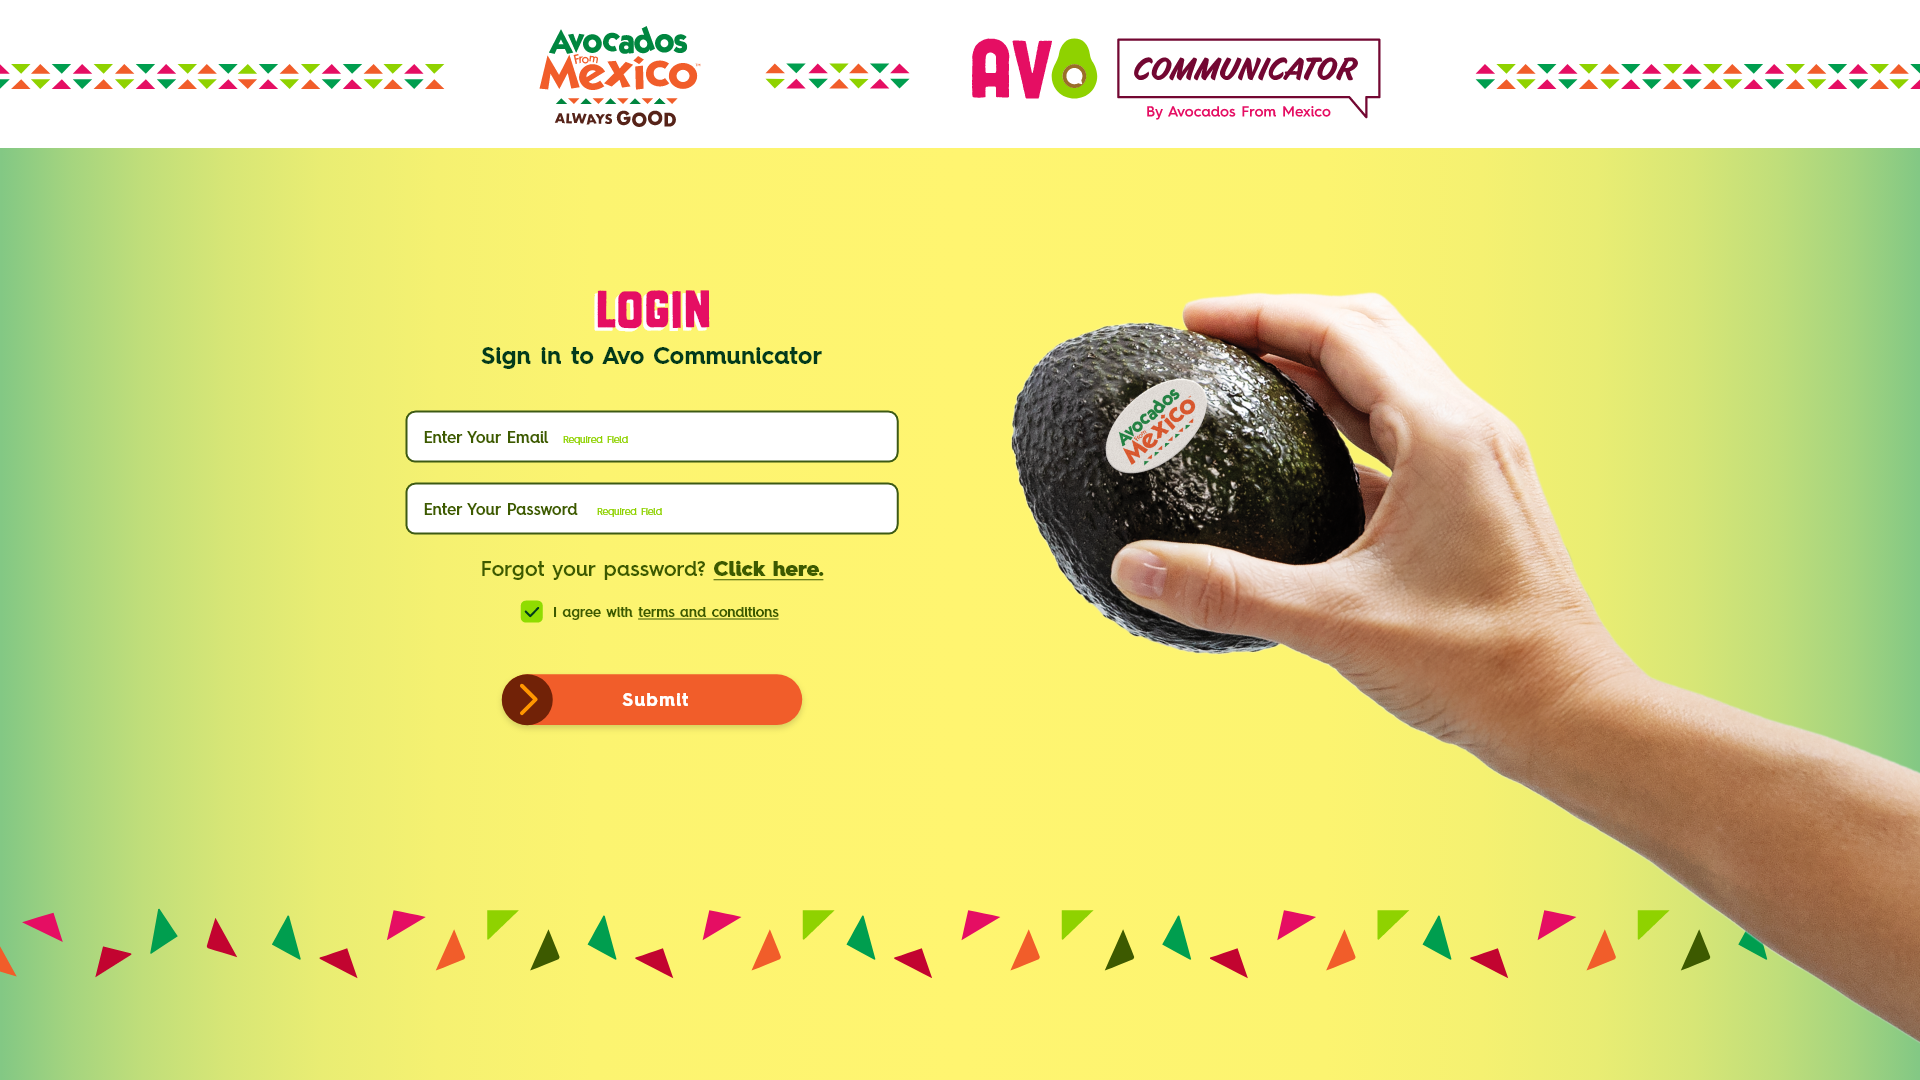 Avocados
From
Mexico™
ALWAYS GOOD
AVO
COMMUNICATOR
By Avocados From Mexico
LOGIN
Sign in to Avo Communicator
Enter Your Email Required Field
Enter Your Password Required Field
Forgot your password? Click here.
I agree with terms and conditions
Submit
Avocados
From
Mexico